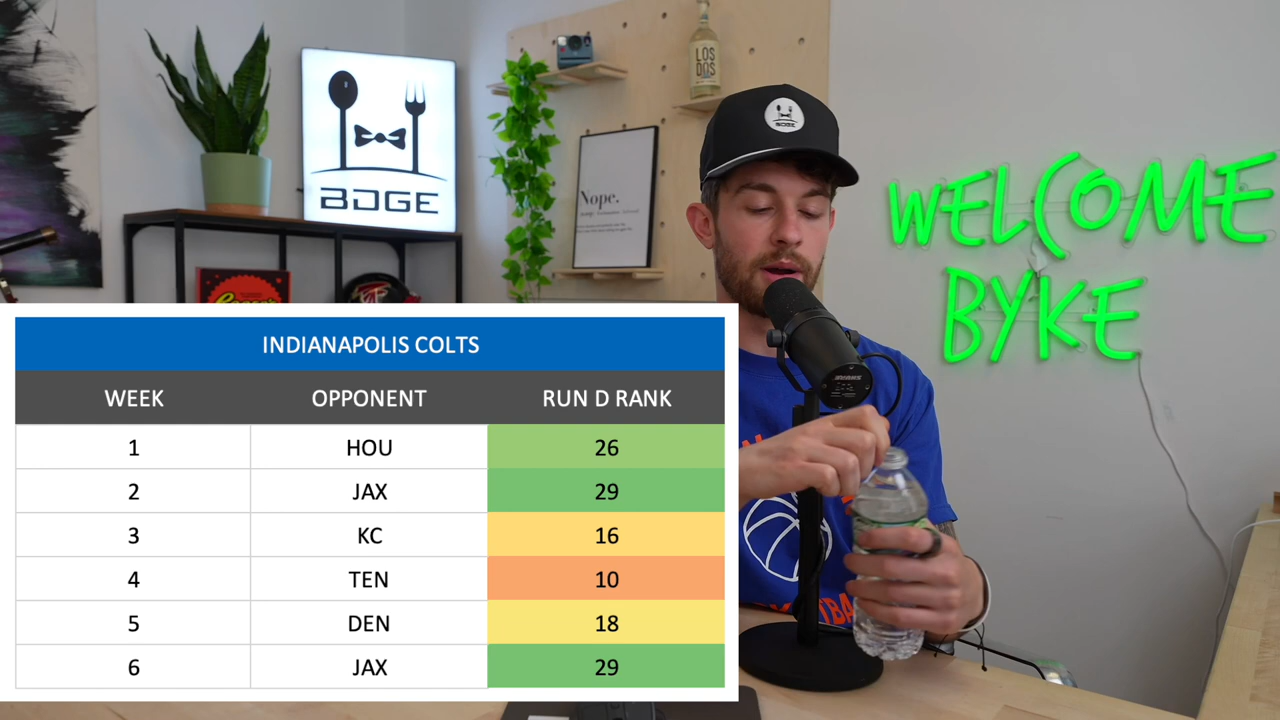 LOS
DOS
BDGE
Nope.
BDGE
WELCOME
BYKE
INDIANAPOLIS COLTS
WEEK OPPONENT RUN D RANK
1 HOU 26
2 JAX 29
3 KC 16
4 TEN 10
5 DEN 18
6 JAX 29